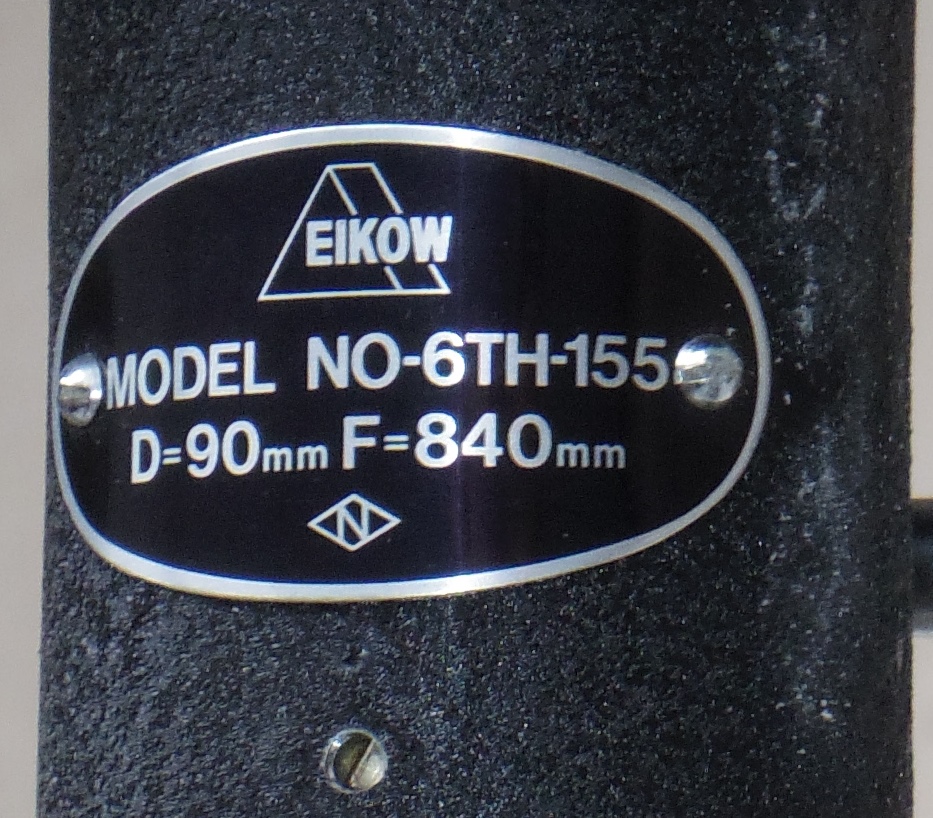 EIKOW
MODEL NO-6TH-155
D=90mm F=840mm
N